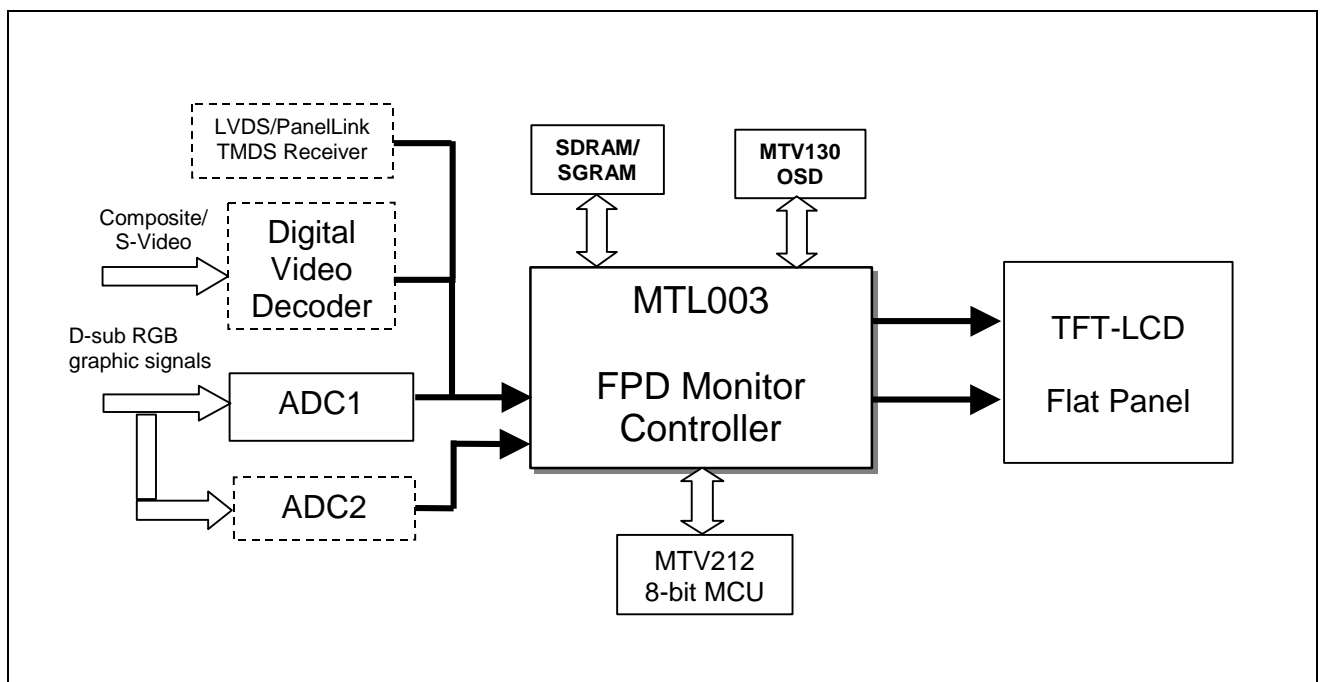 LVDS/PanelLink
TMDS Receiver
SDRAM/
SGRAM
MTV130
OSD
Composite/
S-Video
Digital
Video
Decoder
MTL003
FPD Monitor
Controller
TFT-LCD
Flat Panel
D-sub RGB
graphic signals
ADC1
ADC2
MTV212
8-bit MCU